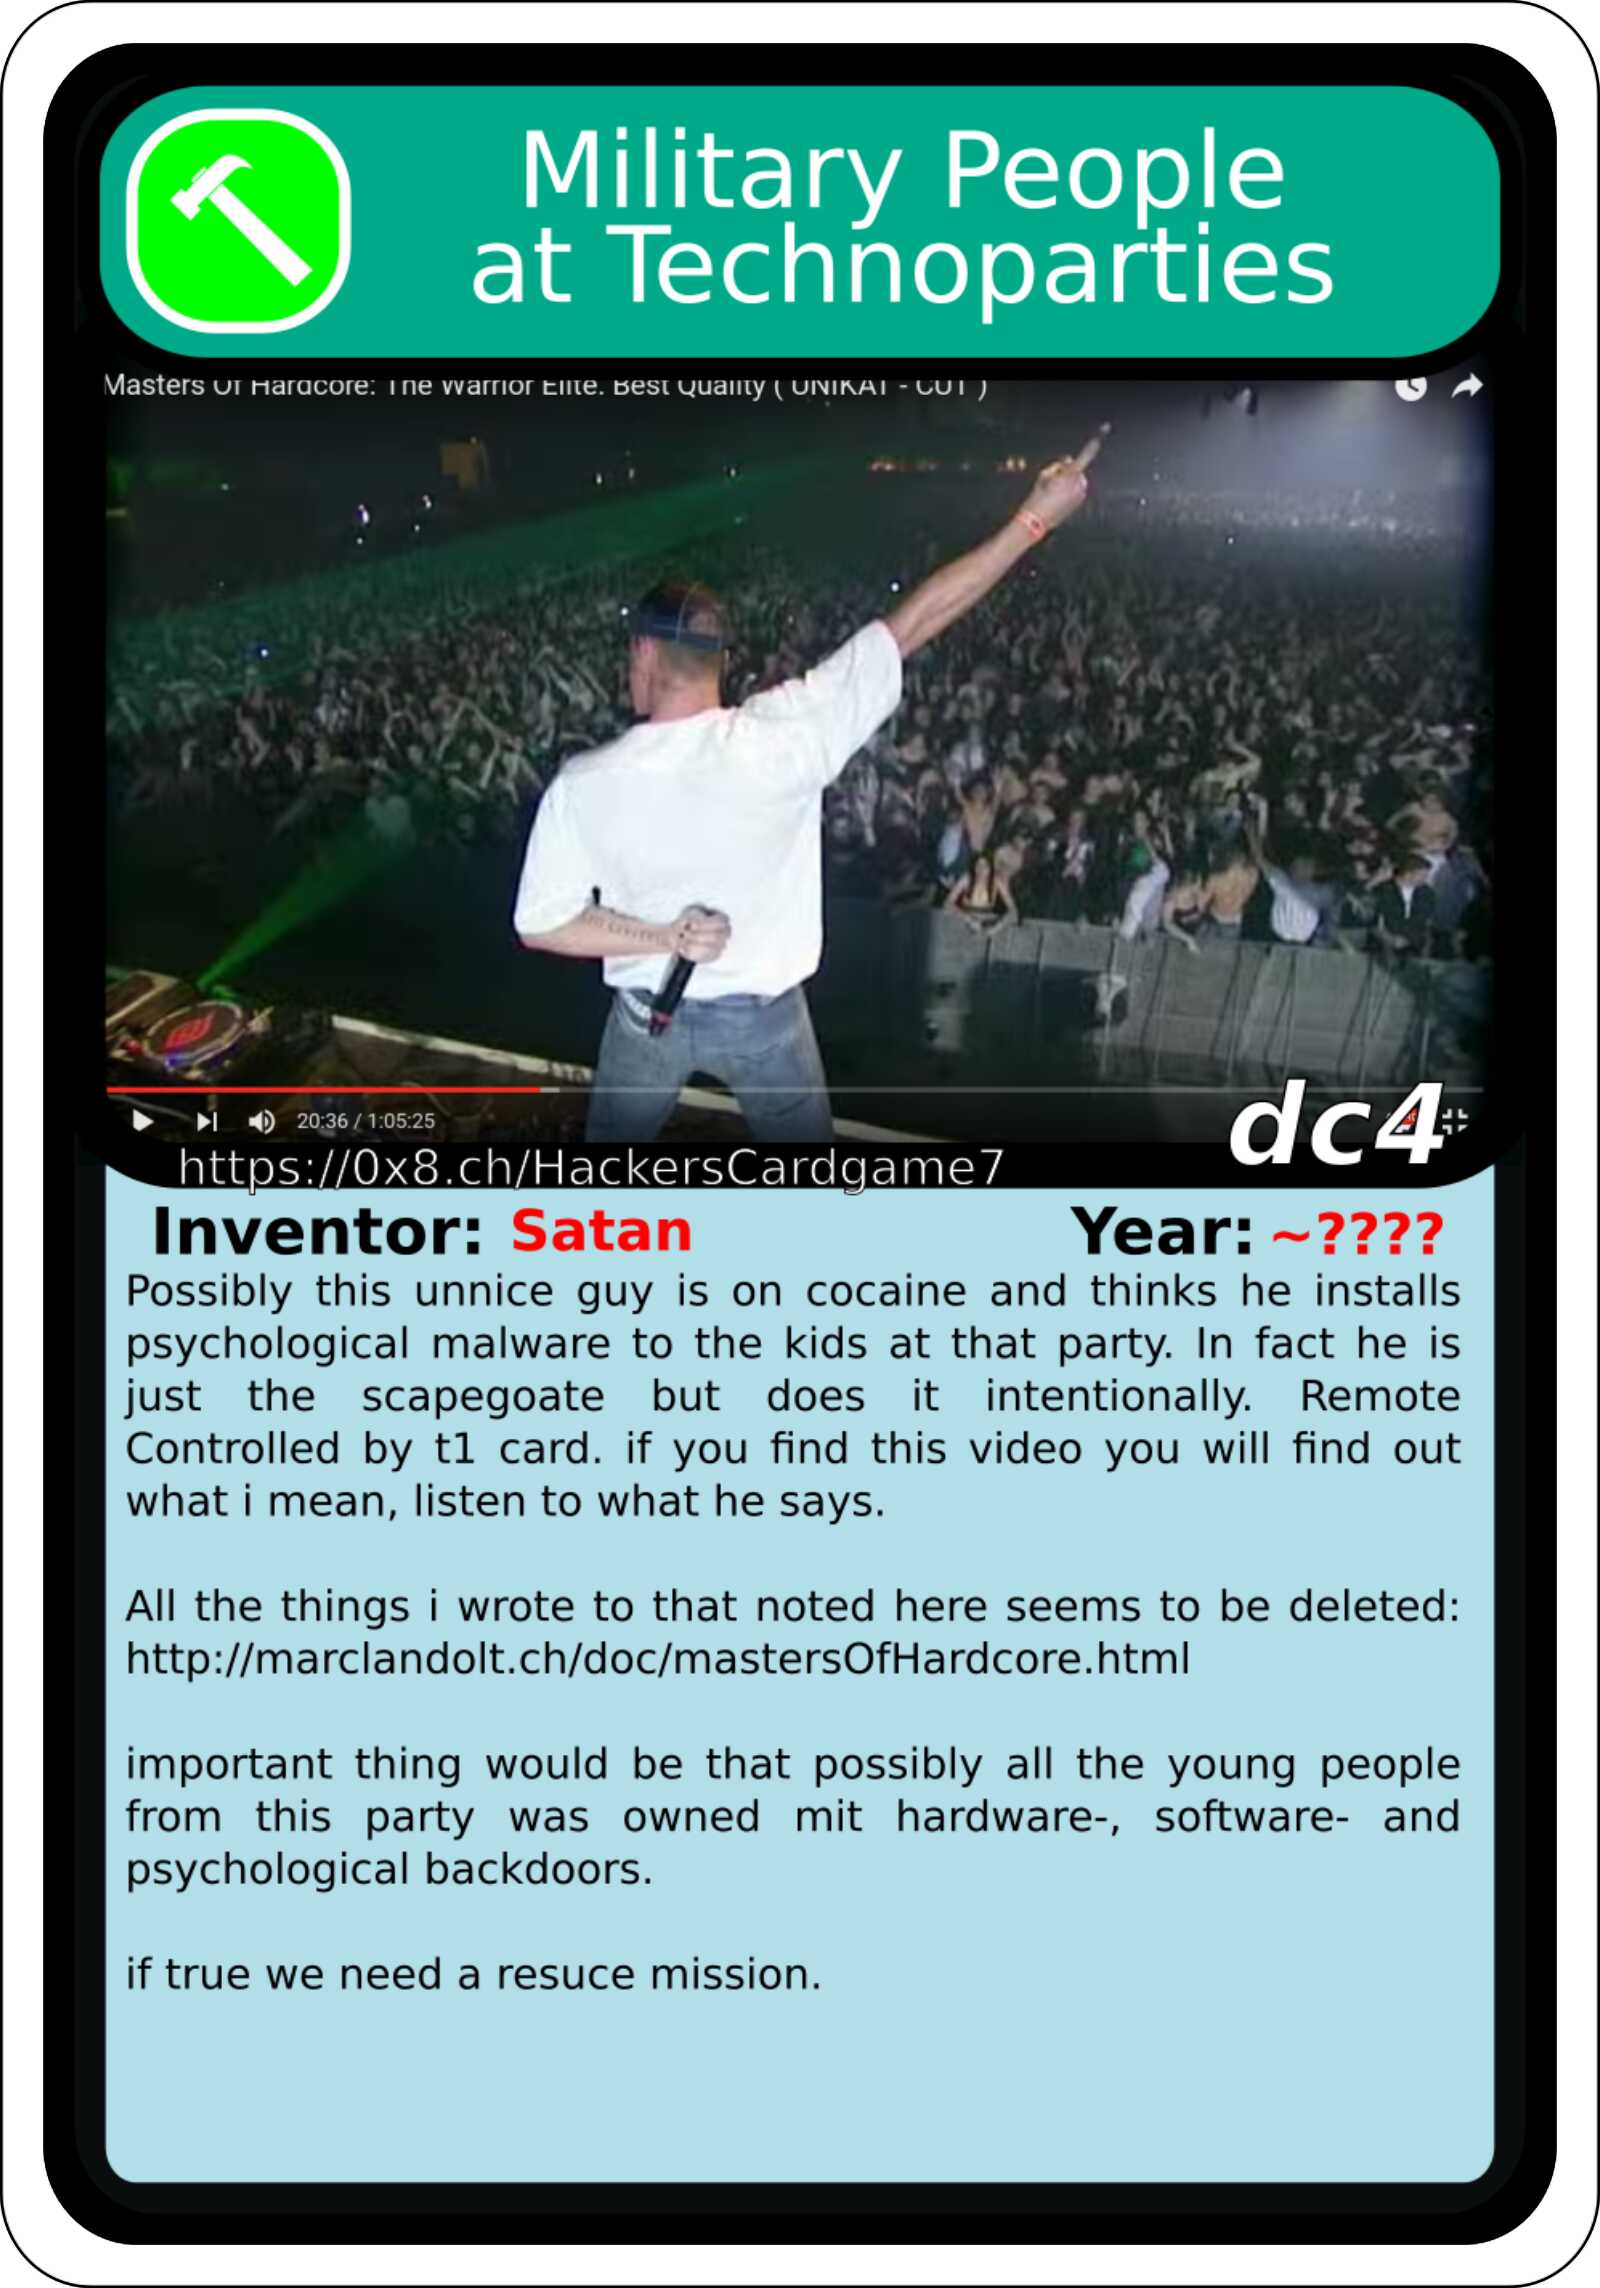 Military People
at Technoparties
Masters Of Hardcore: The Warrior Elite. Best Quality ( UNIKAT - CUT )
20:36 / 1:05:25
dc4
https://0x8.ch/HackersCardgame7
Inventor: Satan Year: ~????
Possibly this unnice guy is on cocaine and thinks he installs
psychological malware to the kids at that party. In fact he is
just the scapegoate but does it intentionally. Remote
Controlled by t1 card. if you find this video you will find out
what i mean, listen to what he says.
All the things i wrote to that noted here seems to be deleted:
http://marclandolt.ch/doc/mastersOfHardcore.html
important thing would be that possibly all the young people
from this party was owned mit hardware-, software- and
psychological backdoors.
if true we need a resuce mission.